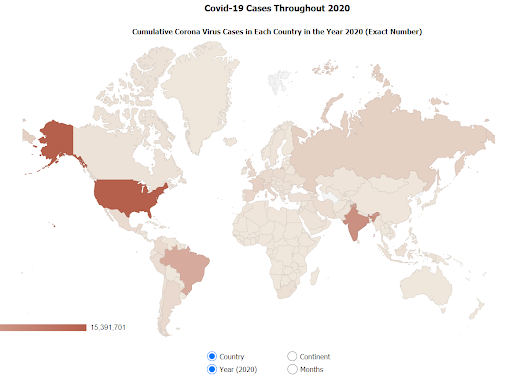 Covid-19 Cases Throughout 2020
Cumulative Corona Virus Cases in Each Country in the Year 2020 (Exact Number)
15,391,701
Country Continent
Year (2020) Months